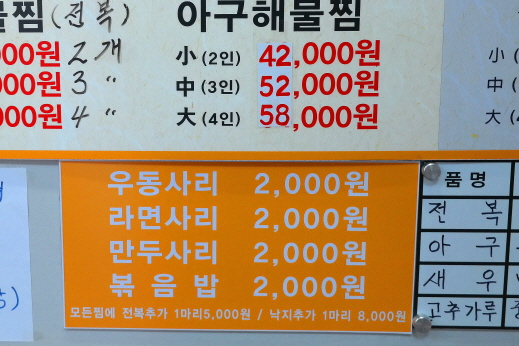 찜(전복)
000원 2개
000원 3 "
000원 4 "
아구해물찜
小 (2인) 42,000원
中 (3인) 52,000원
大 (4인) 58,000원
小
中
大
우동사리 2,000원
라면사리 2,000원
만두사리 2,000원
볶음밥 2,000원
모든찜에 전복추가 1마리5,000원 / 낙지추가 1마리 8,000원
품 명
전 복
아 구
새 우
고추가루